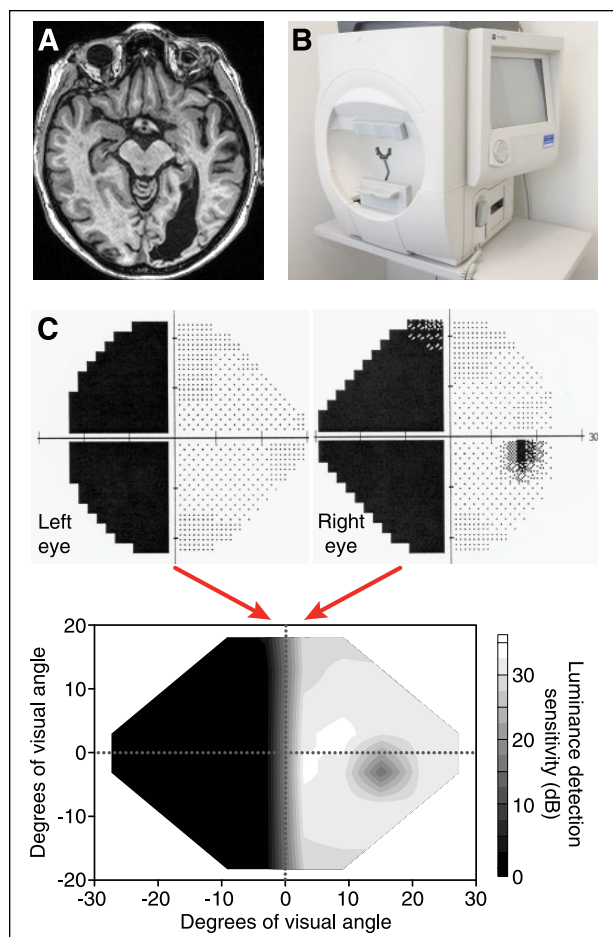 A
B
C
Left
eye
Right
eye
30
20
10
0
-10
-20
Degrees of visual angle
-30
-20
-10
0
10
20
30
Degrees of visual angle
30
20
10
0
Luminance detection
sensitivity (dB)